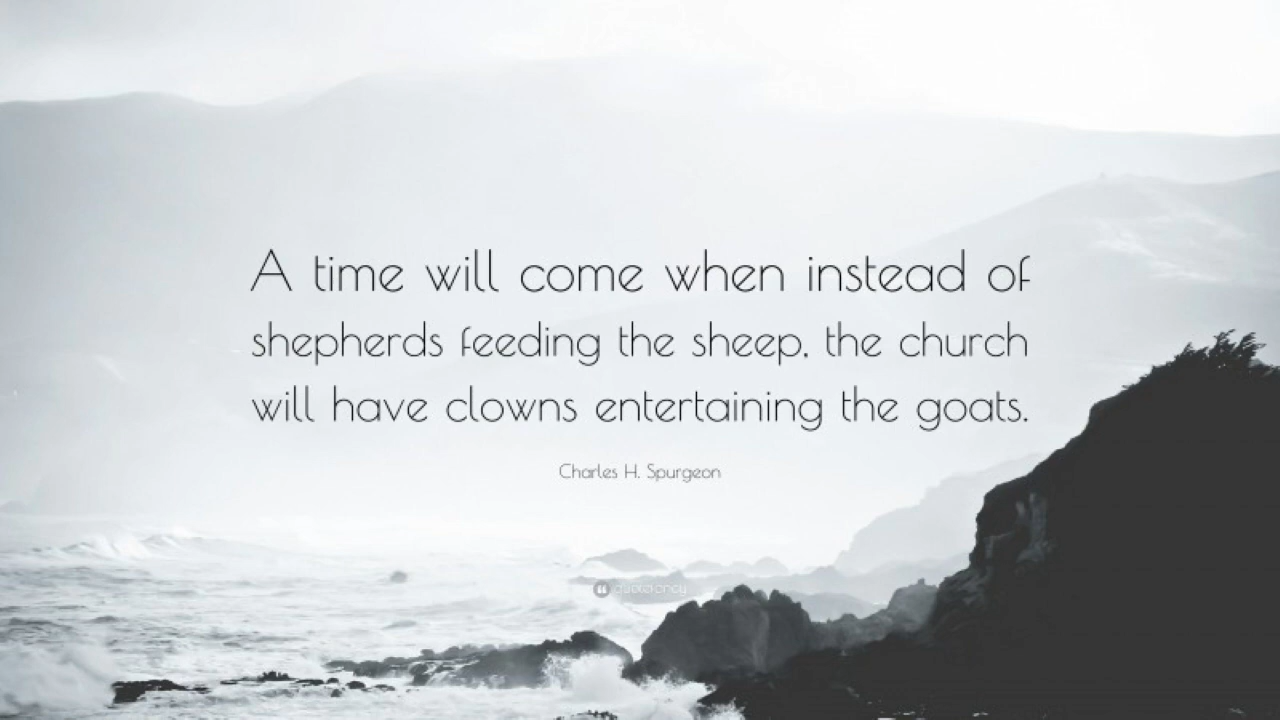 A time will come when instead of
shepherds feeding the sheep, the church
will have clowns entertaining the goats.
Charles H. Spurgeon
quotefancy